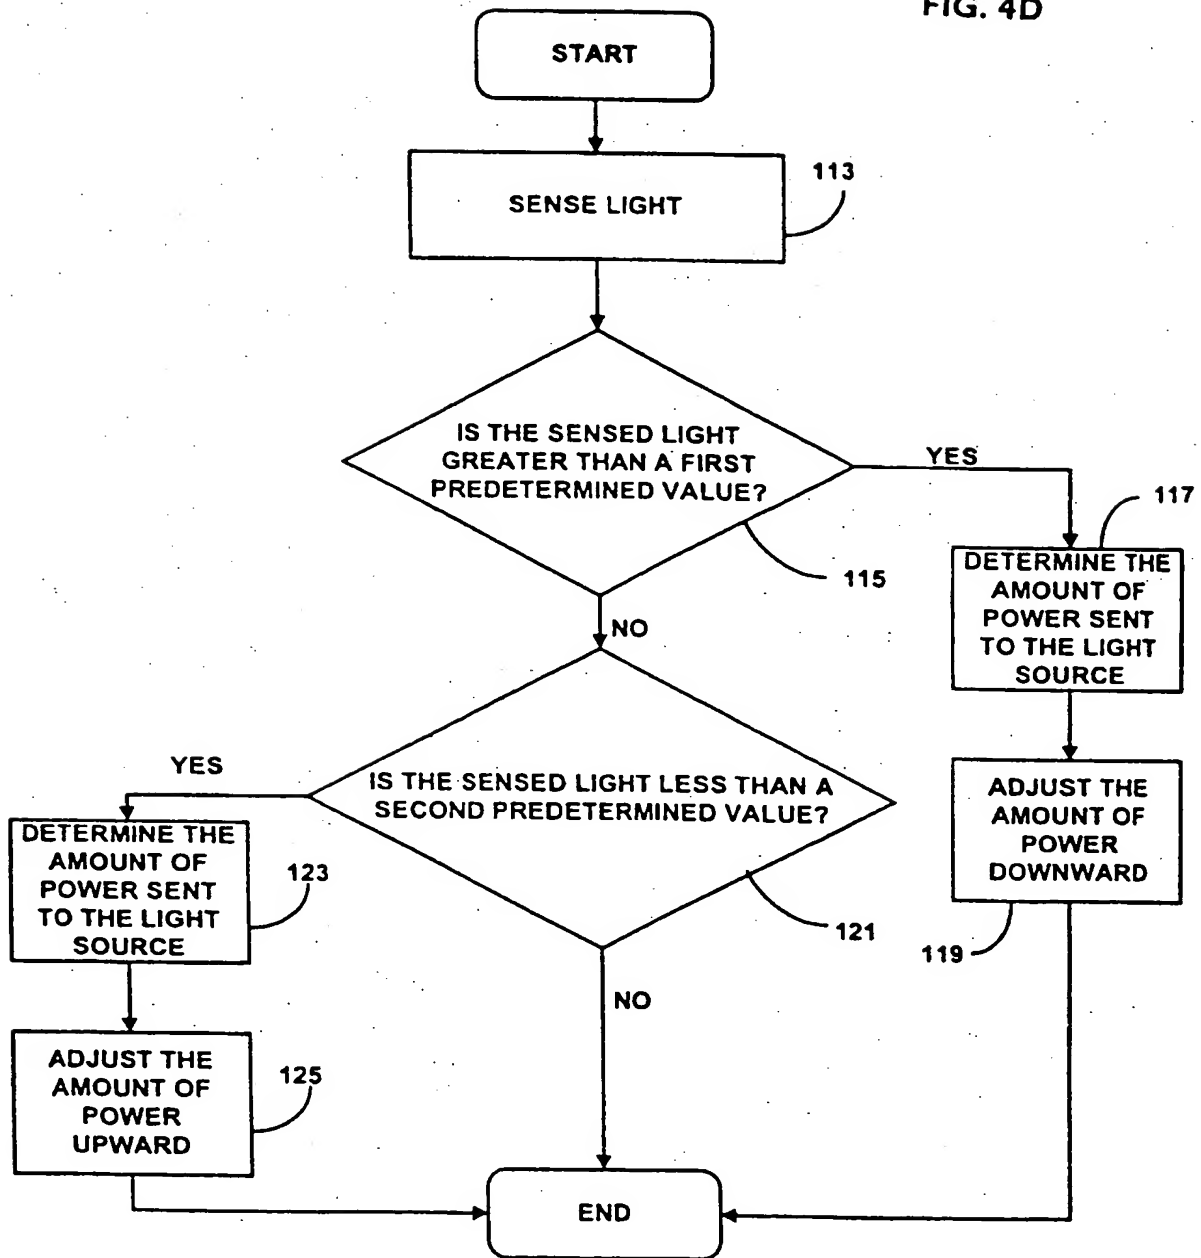 FIG. 4D
START
SENSE LIGHT
113
IS THE SENSED LIGHT
GREATER THAN A FIRST
PREDETERMINED VALUE?
115
YES
117
DETERMINE THE
AMOUNT OF
POWER SENT
TO THE LIGHT
SOURCE
ADJUST THE
AMOUNT OF
POWER
DOWNWARD
119
NO
IS THE SENSED LIGHT LESS THAN A
SECOND PREDETERMINED VALUE?
121
YES
DETERMINE THE
AMOUNT OF
POWER SENT
TO THE LIGHT
SOURCE
123
ADJUST THE
AMOUNT OF
POWER
UPWARD
125
NO
END